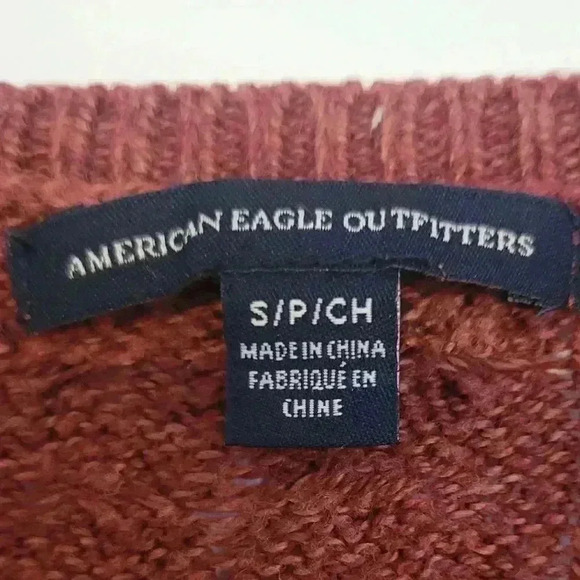 AMERICAN EAGLE OUTFITTERS
S/P/CH
MADE IN CHINA
FABRIQUÉ EN
CHINE